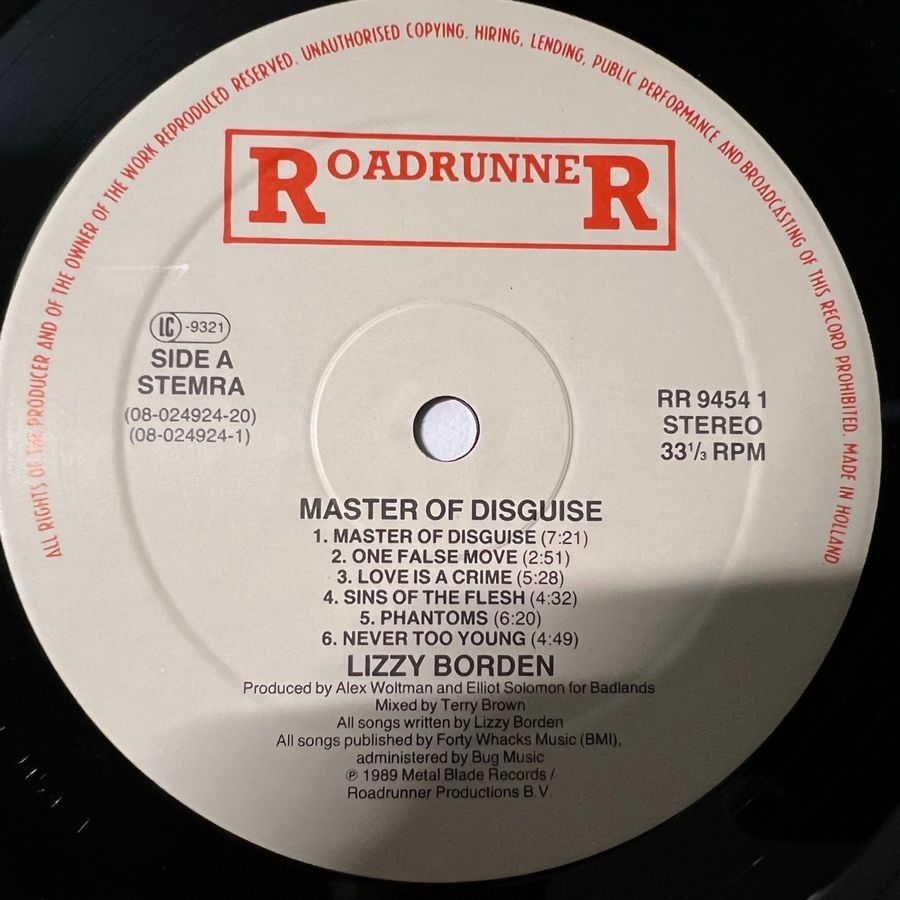 ALL RIGHTS OF THE PRODUCER AND OF THE OWNER OF THE WORK REPRODUCED RESERVED. UNAUTHORISED COPYING, HIRING, LENDING, PUBLIC PERFORMANCE AND BROADCASTING OF THIS RECORD PROHIBITED. MADE IN HOLLAND.
ROADRUNNER
LC -9321
SIDE A
STEMRA
(08-024924-20)
(08-024924-1)
RR 9454 1
STEREO
33 1/3 RPM
MASTER OF DISGUISE
1. MASTER OF DISGUISE (7:21)
2. ONE FALSE MOVE (2:51)
3. LOVE IS A CRIME (5:28)
4. SINS OF THE FLESH (4:32)
5. PHANTOMS (6:20)
6. NEVER TOO YOUNG (4:49)
LIZZY BORDEN
Produced by Alex Woltman and Elliot Solomon for Badlands
Mixed by Terry Brown
All songs written by Lizzy Borden
All songs published by Forty Whacks Music (BMI),
administered by Bug Music
℗ 1989 Metal Blade Records /
Roadrunner Productions B.V.